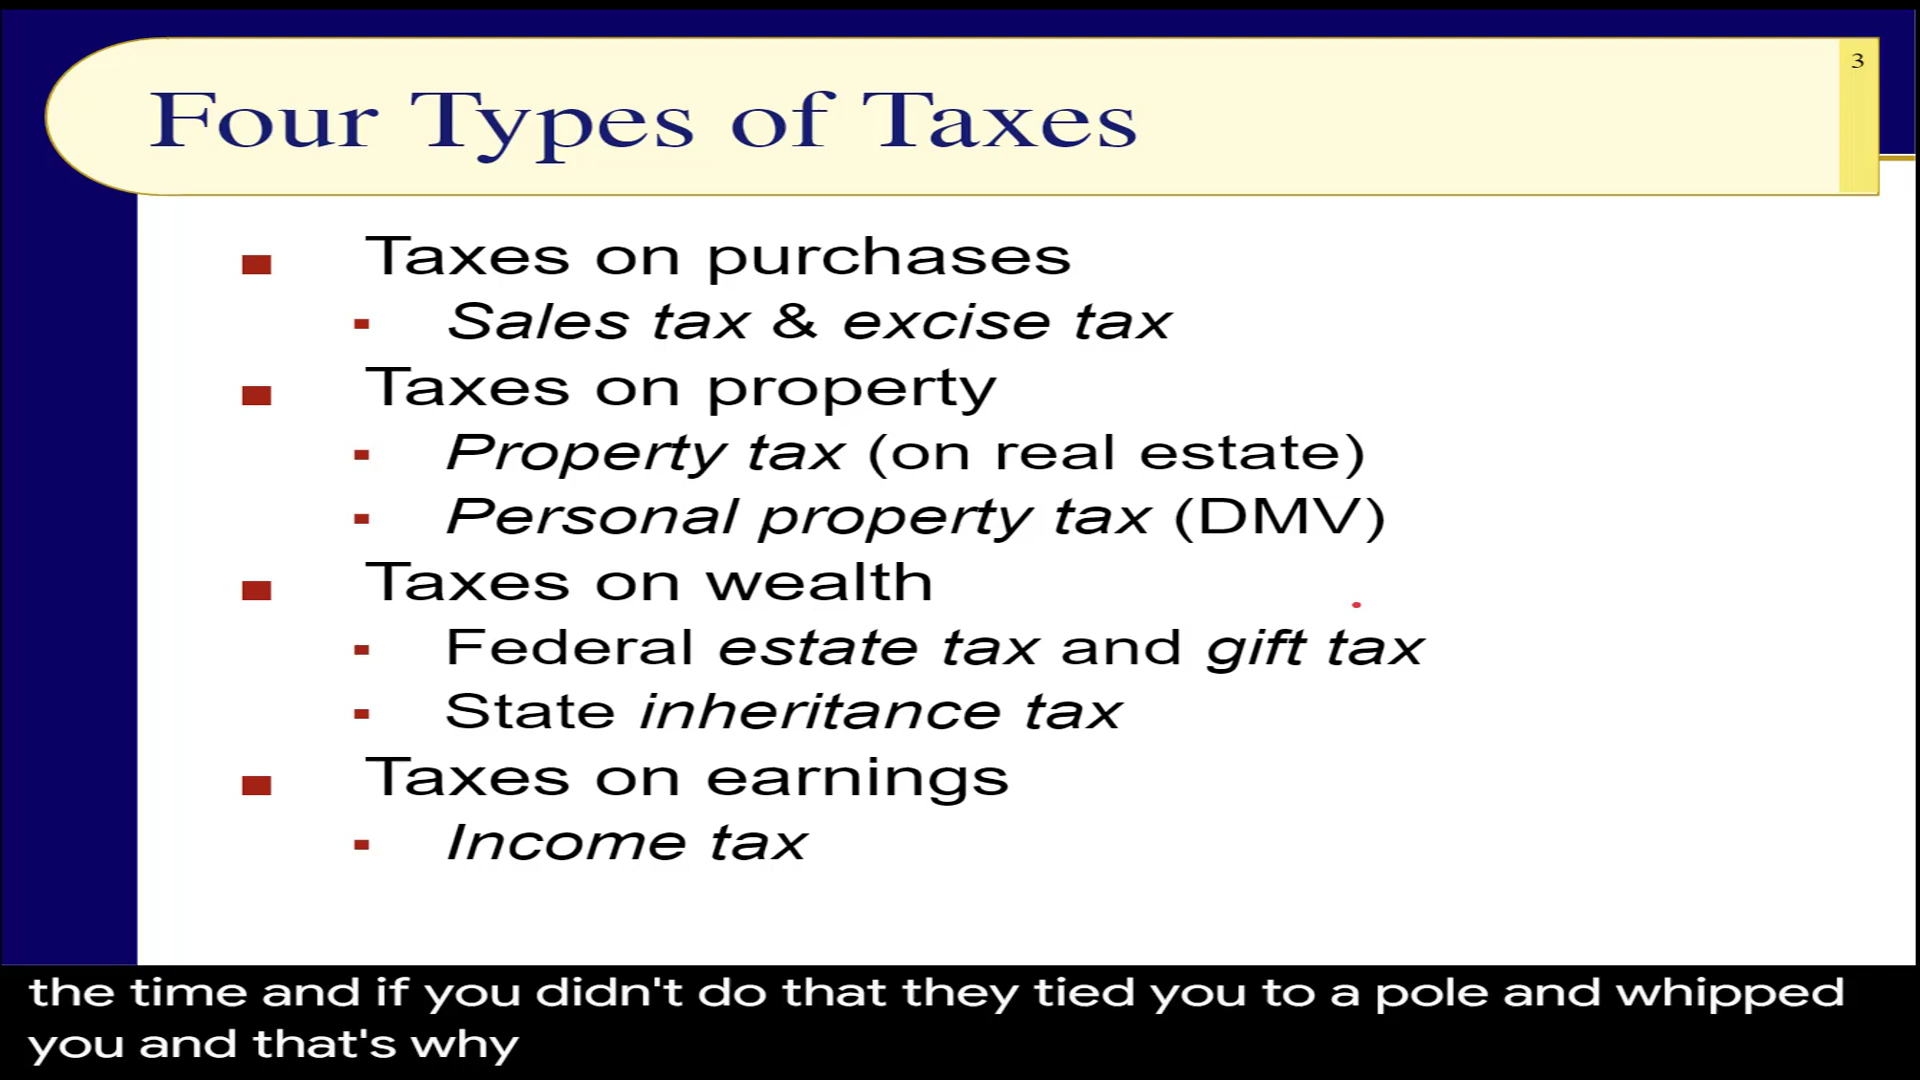 3
Four Types of Taxes
Taxes on purchases
Sales tax & excise tax
Taxes on property
Property tax (on real estate)
Personal property tax (DMV)
Taxes on wealth
Federal estate tax and gift tax
State inheritance tax
Taxes on earnings
Income tax
the time and if you didn't do that they tied you to a pole and whipped
you and that's why